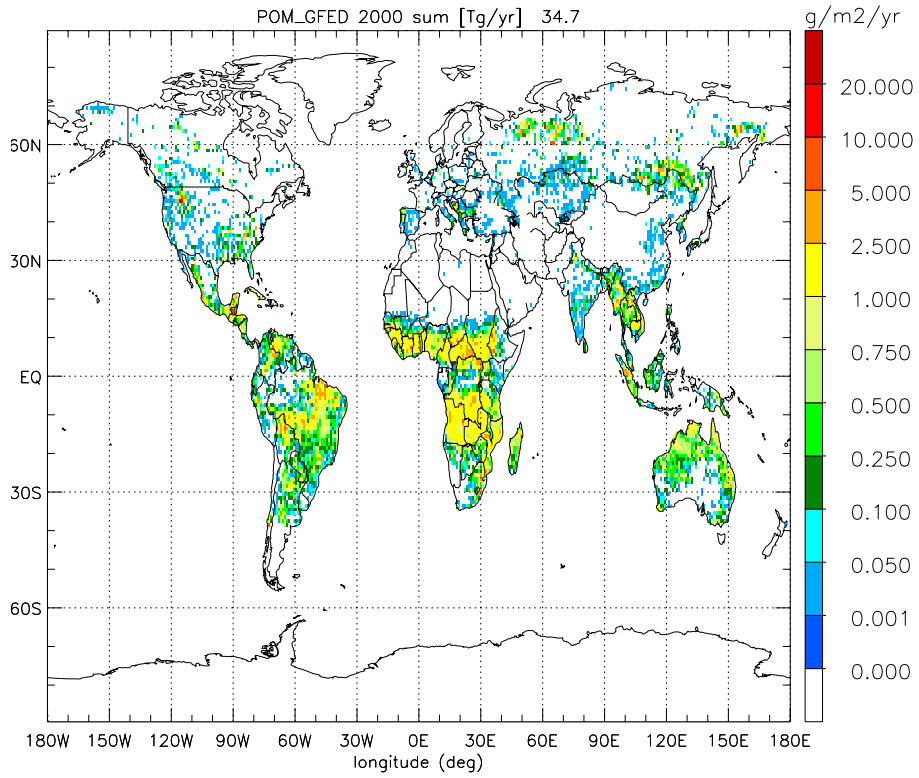 POM_GFED 2000 sum [Tg/yr] 34.7
g/m2/yr
20.000
10.000
5.000
2.500
1.000
0.750
0.500
0.250
0.100
0.050
0.001
0.000
60N
30N
EQ
30S
60S
180W 150W 120W 90W 60W 30W 0E 30E 60E 90E 120E 150E 180E
longitude (deg)